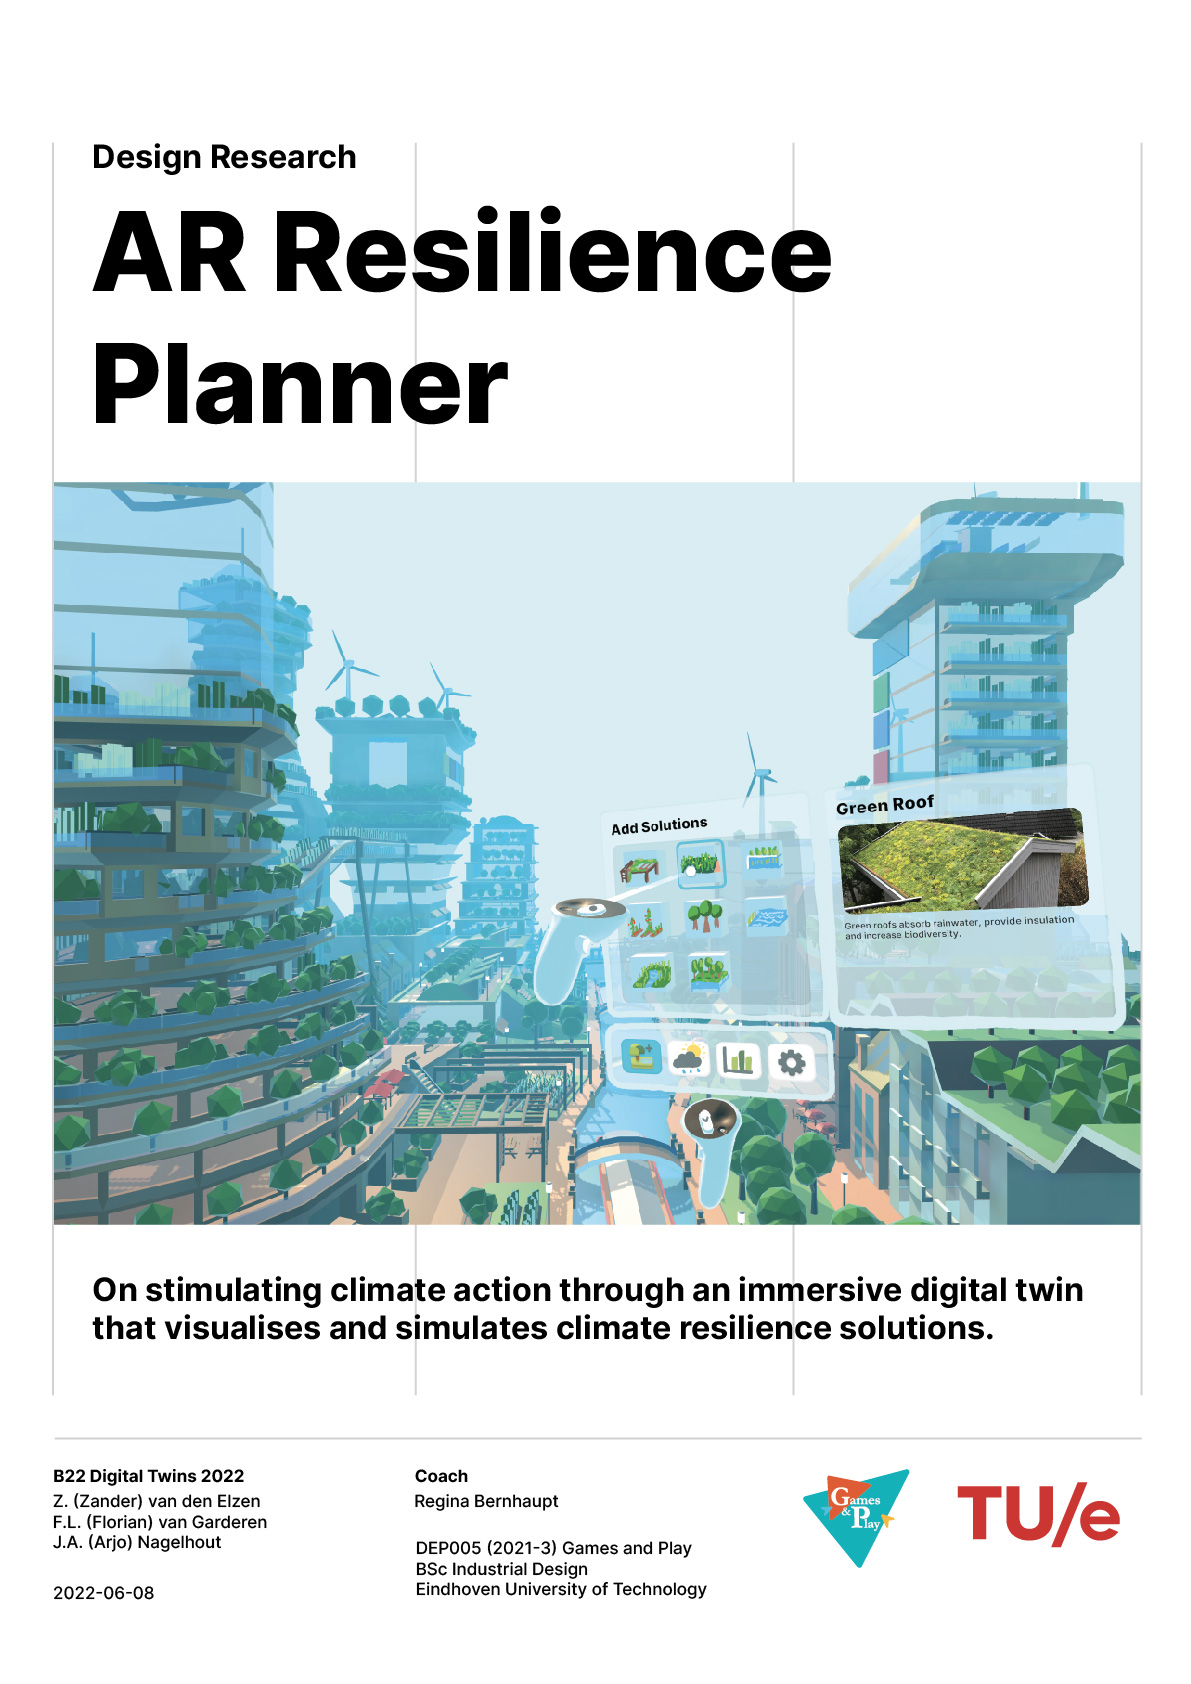 Design Research
AR Resilience
Planner
Add Solutions
Green Roof
Green roofs absorb rainwater, provide insulation
and increase biodiversity.
On stimulating climate action through an immersive digital twin
that visualises and simulates climate resilience solutions.
B22 Digital Twins 2022
Z. (Zander) van den Elzen
F.L. (Florian) van Garderen
J.A. (Arjo) Nagelhout
2022-06-08
Coach
Regina Bernhaupt
DEP005 (2021-3) Games and Play
BSc Industrial Design
Eindhoven University of Technology
Games
& Play
TU/e